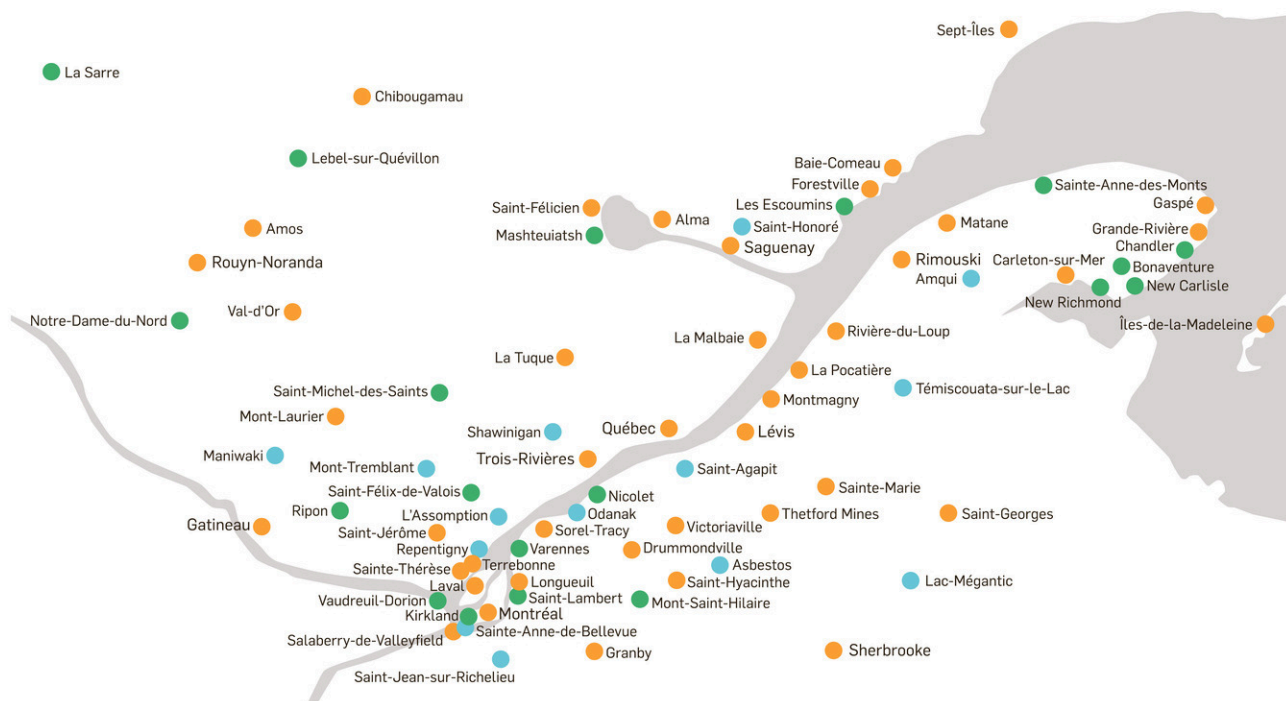 Sept-Îles
La Sarre
Chibougamau
Lebel-sur-Quévillon
Baie-Comeau
Forestville
Sainte-Anne-des-Monts
Les Escoumins
Gaspé
Saint-Félicien
Alma
Saint-Honoré
Matane
Amos
Grande-Rivière
Mashteuiatsh
Saguenay
Chandler
Rouyn-Noranda
Rimouski
Carleton-sur-Mer
Bonaventure
Amqui
New Carlisle
New Richmond
Val-d'Or
Notre-Dame-du-Nord
Îles-de-la-Madeleine
La Malbaie
Rivière-du-Loup
La Tuque
La Pocatière
Saint-Michel-des-Saints
Témiscouata-sur-le-Lac
Montmagny
Mont-Laurier
Québec
Lévis
Shawinigan
Maniwaki
Trois-Rivières
Mont-Tremblant
Saint-Agapit
Sainte-Marie
Saint-Félix-de-Valois
Nicolet
Ripon
L'Assomption
Odanak
Thetford Mines
Saint-Georges
Gatineau
Saint-Jérôme
Sorel-Tracy
Victoriaville
Repentigny
Varennes
Drummondville
Terrebonne
Sainte-Thérèse
Asbestos
Laval
Longueuil
Saint-Hyacinthe
Lac-Mégantic
Saint-Lambert
Vaudreuil-Dorion
Mont-Saint-Hilaire
Kirkland
Montréal
Sainte-Anne-de-Bellevue
Salaberry-de-Valleyfield
Granby
Sherbrooke
Saint-Jean-sur-Richelieu